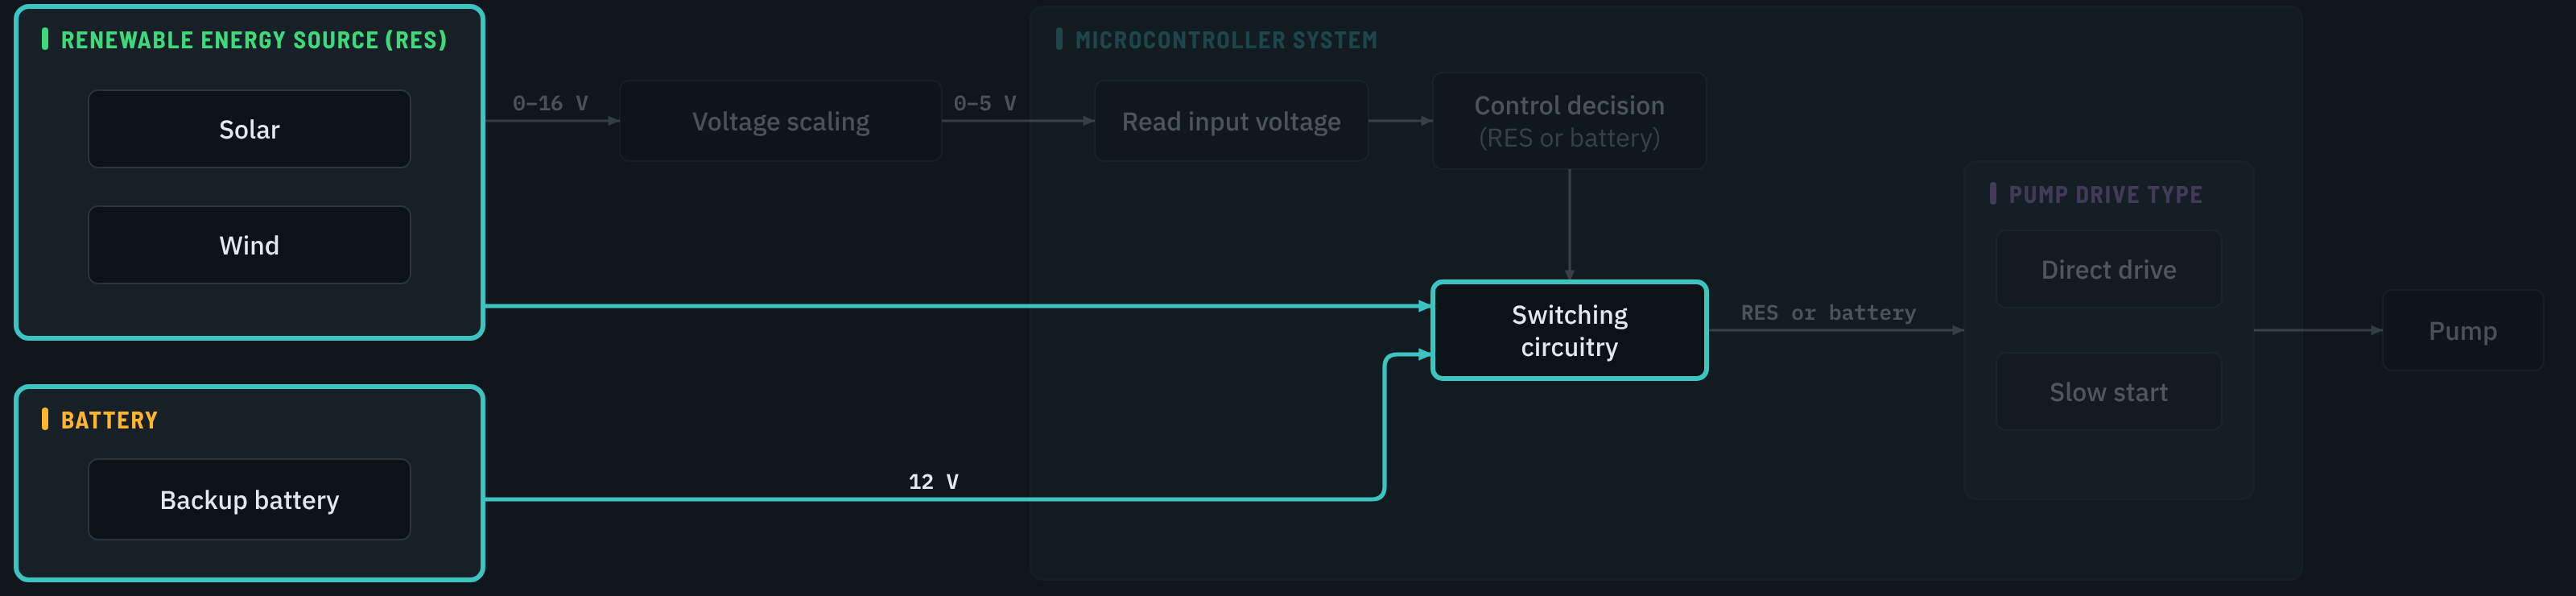 RENEWABLE ENERGY SOURCE (RES)
Solar
Wind
0–16 V
Voltage scaling
0–5 V
MICROCONTROLLER SYSTEM
Read input voltage
Control decision
(RES or battery)
Switching
circuitry
RES or battery
PUMP DRIVE TYPE
Direct drive
Slow start
Pump
BATTERY
Backup battery
12 V